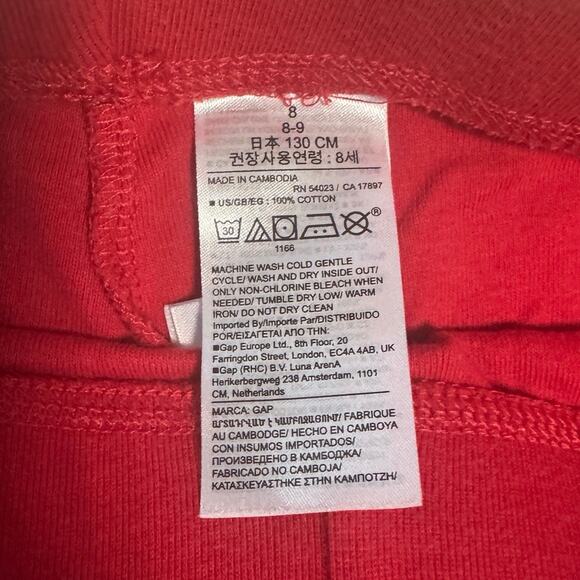 8
8-9
日本 130 CM
권장사용연령 : 8세
MADE IN CAMBODIA
RN 54023 / CA 17897
■ US/GB/EG : 100% COTTON
30
®
1166
MACHINE WASH COLD GENTLE
CYCLE/ WASH AND DRY INSIDE OUT/
ONLY NON-CHLORINE BLEACH WHEN
NEEDED/ TUMBLE DRY LOW/ WARM
IRON/ DO NOT DRY CLEAN
Imported By/Importe Par/DISTRIBUIDO
POR/ΕΙΣΑΓΕΤΑΙ ΑΠΟ ΤΗΝ:
■Gap Europe Ltd., 8th Floor, 20
Farringdon Street, London, EC4A 4AB, UK
■Gap (RHC) B.V. Luna ArenA
Herikerbergweg 238 Amsterdam, 1101
CM, Netherlands
MARCA: GAP
ԱՐՏԱԴՐՎԱԾ Է ԿԱՄԲՈՋԱՅՈՒՄ/ FABRIQUE
AU CAMBODGE/ HECHO EN CAMBOYA
CON INSUMOS IMPORTADOS/
ПРОИЗВЕДЕНО В КАМБОДЖА/
FABRICADO NO CAMBOJA/
ΚΑΤΑΣΚΕΥΑΣΤΗΚΕ ΣΤΗΝ ΚΑΜΠΟΤΖΗ/